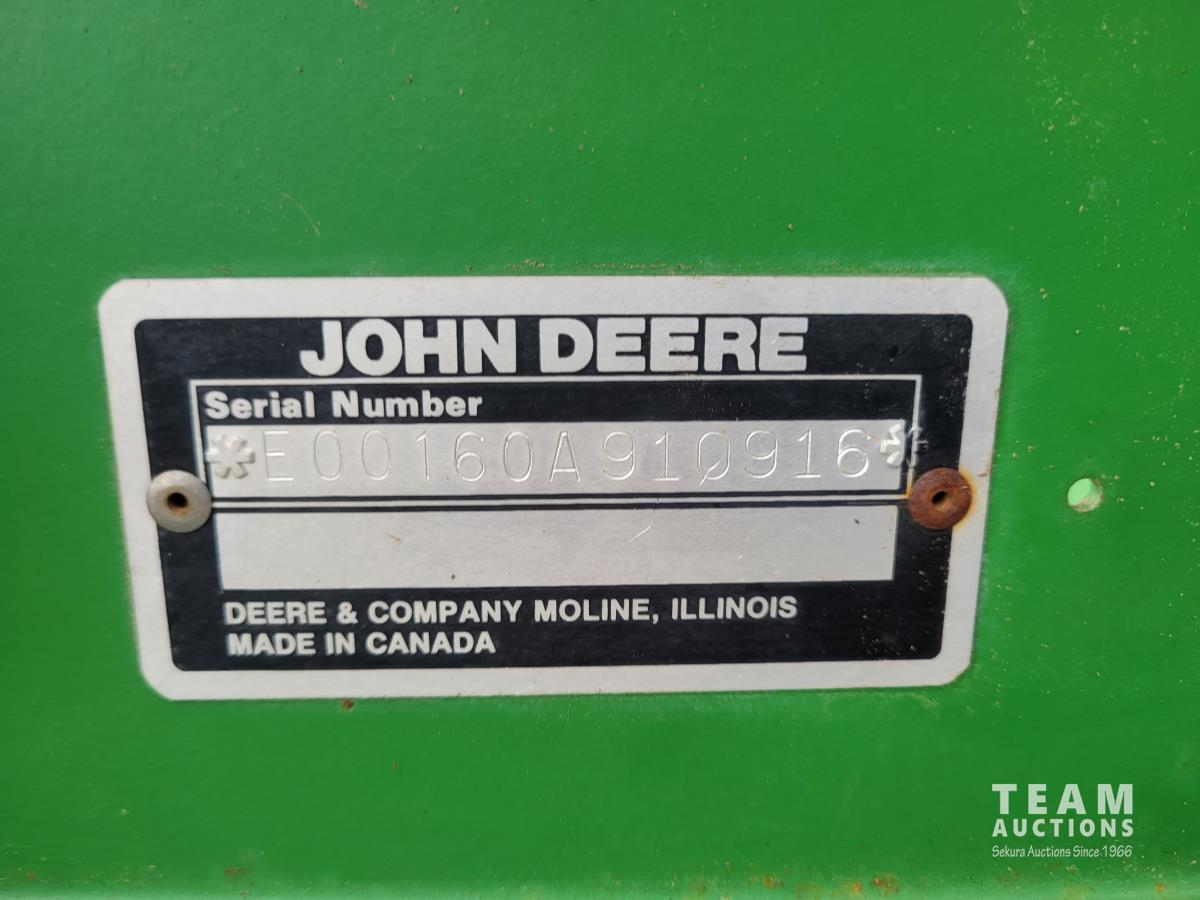 JOHN DEERE
Serial Number
*E00160A910916*
DEERE & COMPANY MOLINE, ILLINOIS
MADE IN CANADA
TEAM
AUCTIONS
Sekura Auctions Since 1966